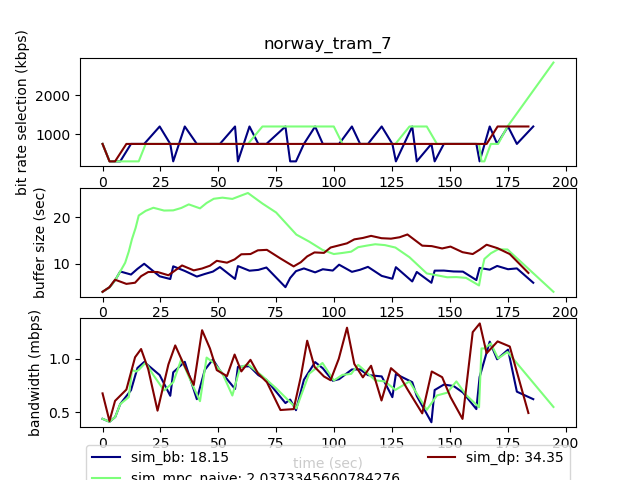 norway_tram_7
bit rate selection (kbps)
2000
1000
0 25 50 75 100 125 150 175 200
buffer size (sec)
20
10
0 25 50 75 100 125 150 175 200
bandwidth (mbps)
1.0
0.5
0 25 50 75 100 125 150 175 200
time (sec)
sim_bb: 18.15 sim_dp: 34.35
sim_mpc_naive: 2.0373345600784276